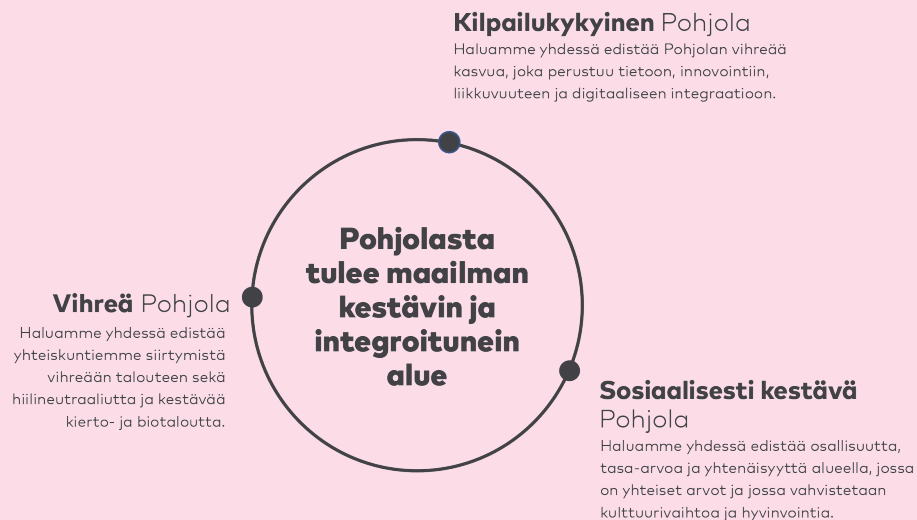 Kilpailukykyinen Pohjola
Haluamme yhdessä edistää Pohjolan vihreää
kasvua, joka perustuu tietoon, innovointiin,
liikkuvuuteen ja digitaaliseen integraatioon.
Pohjolasta
tulee maailman
kestävin ja
integroitunein
alue
Vihreä Pohjola
Haluamme yhdessä edistää
yhteiskuntiemme siirtymistä
vihreään talouteen sekä
hiilineutraaliutta ja kestävää
kierto- ja biotaloutta.
Sosiaalisesti kestävä
Pohjola
Haluamme yhdessä edistää osallisuutta,
tasa-arvoa ja yhtenäisyyttä alueella, jossa
on yhteiset arvot ja jossa vahvistetaan
kulttuurivaihtoa ja hyvinvointia.